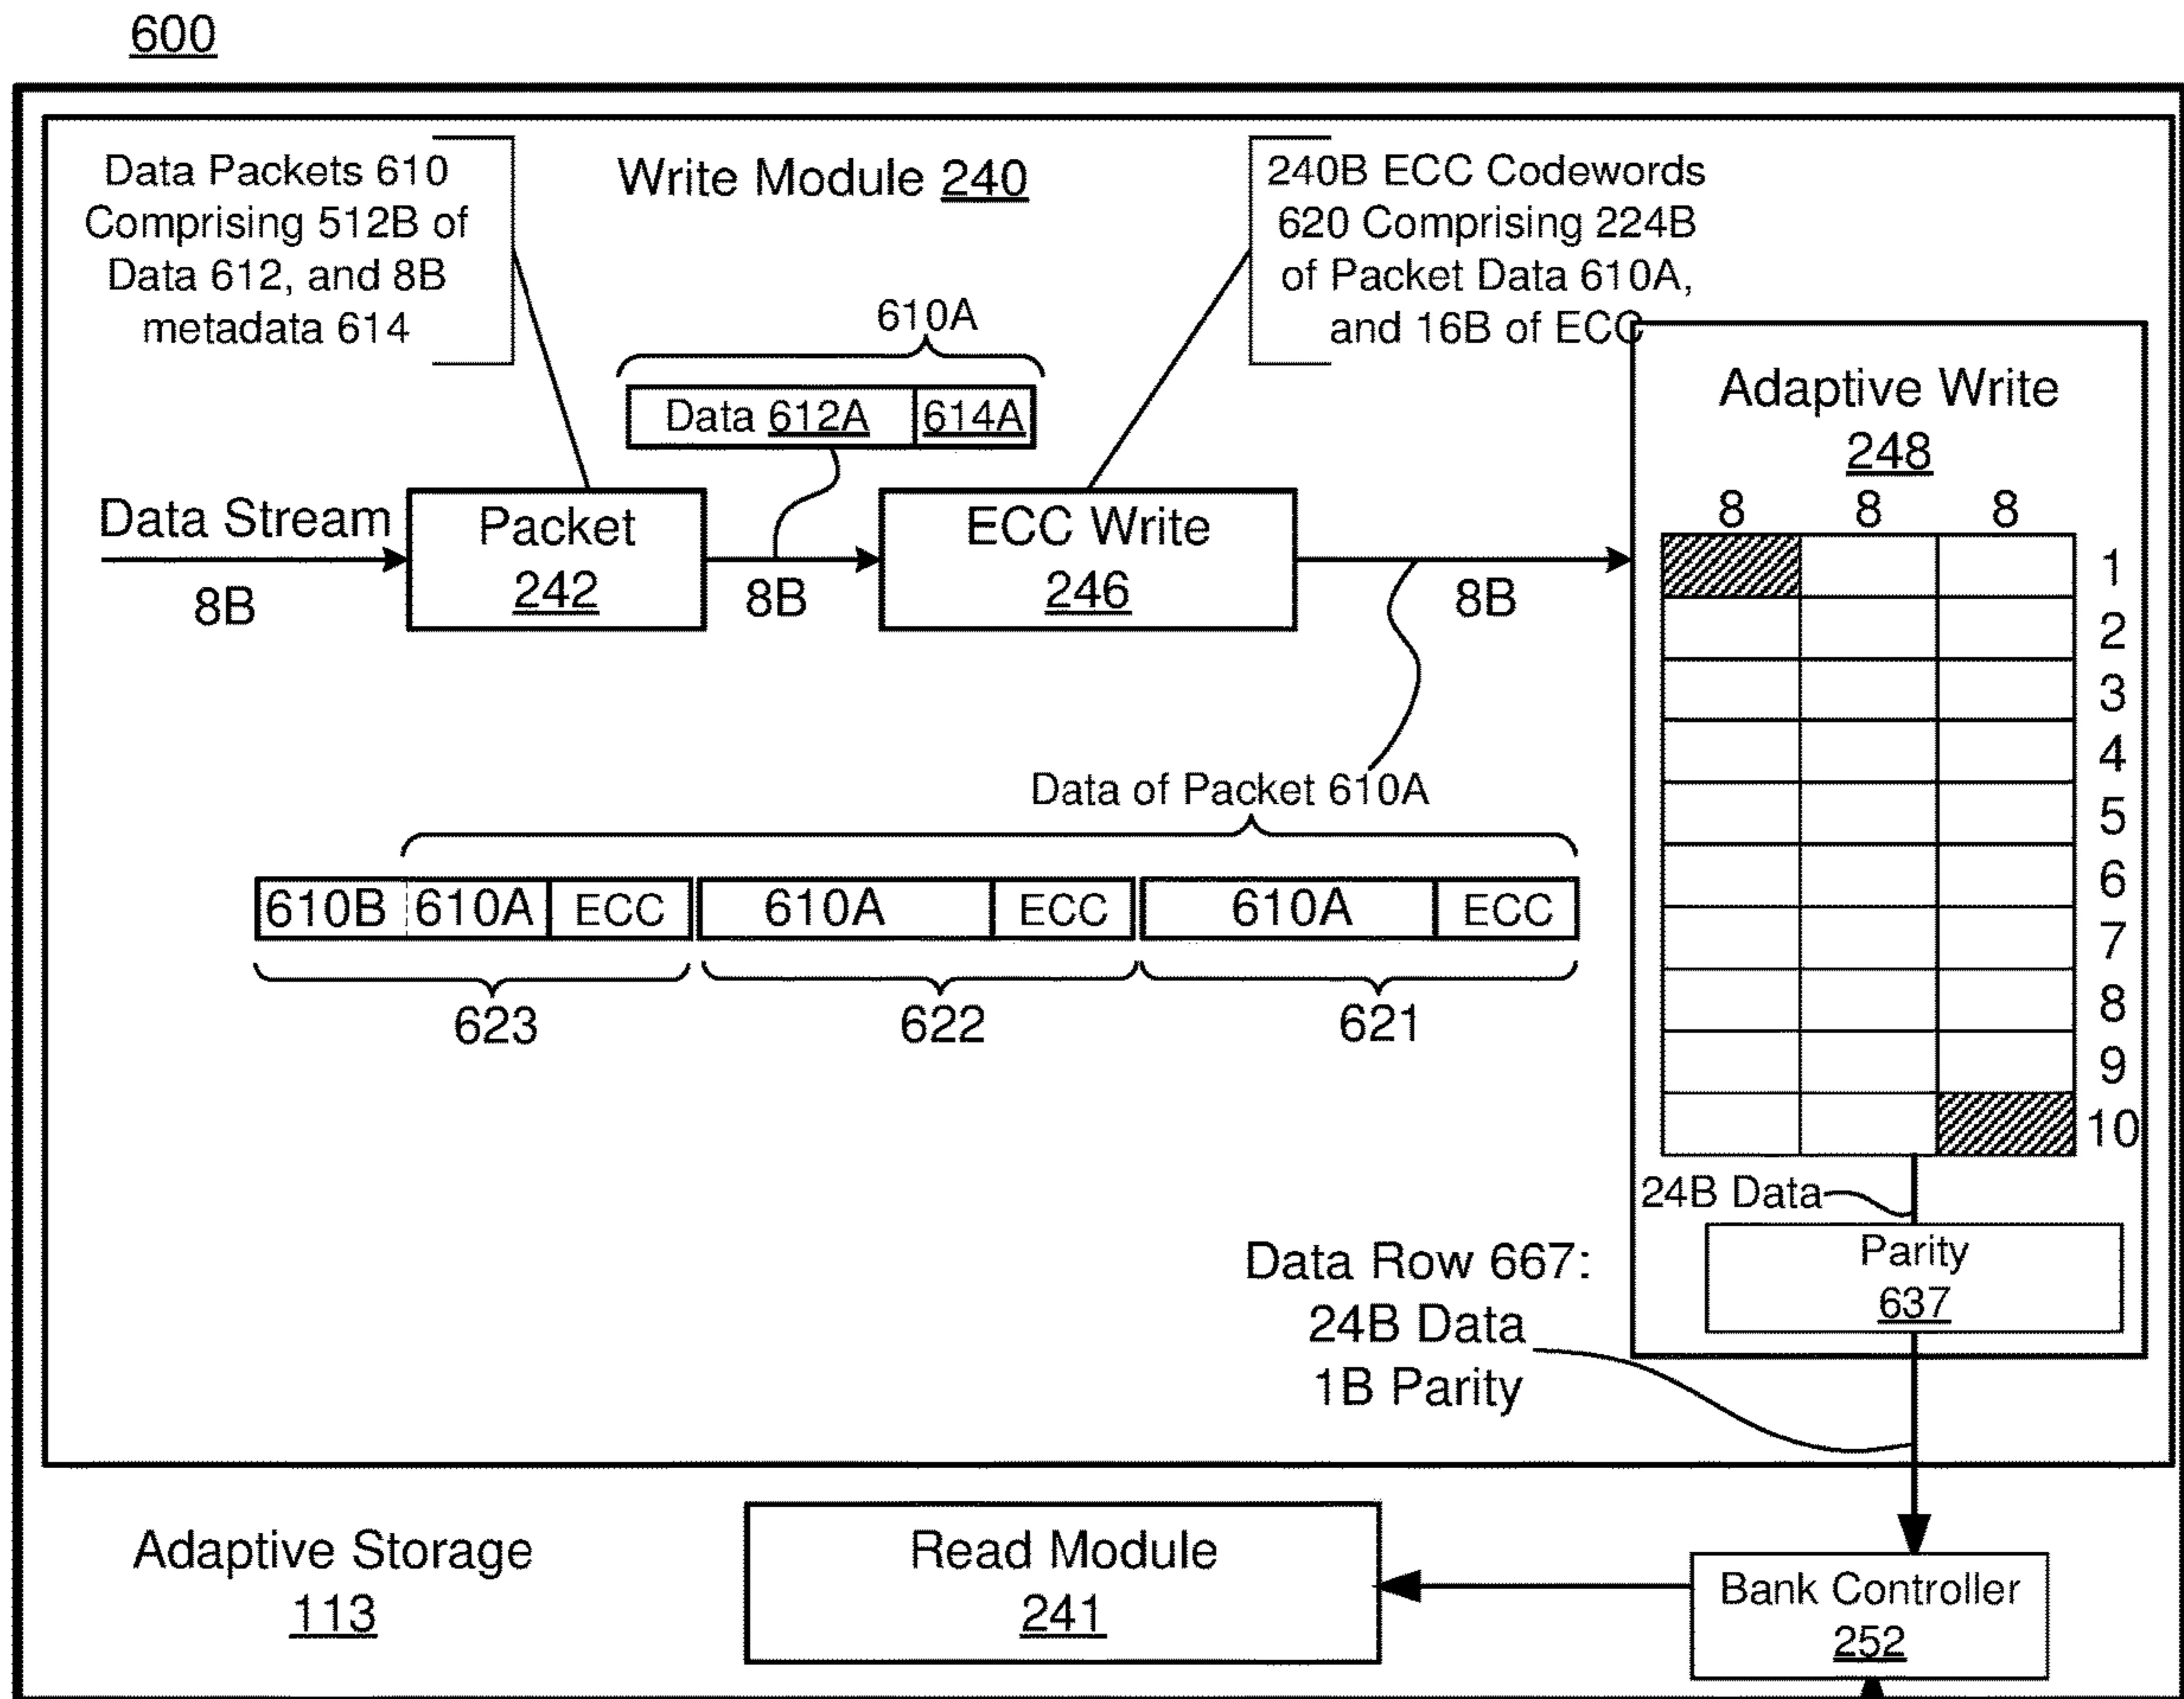 600
Data Packets 610
Comprising 512B of
Data 612, and 8B
metadata 614
Write Module 240
240B ECC Codewords
620 Comprising 224B
of Packet Data 610A,
and 16B of ECC
610A
Data 612A 614A
Data Stream
8B
Packet
242
8B
ECC Write
246
8B
Adaptive Write
248
8 8 8
1
2
3
4
5
6
7
8
9
10
Data of Packet 610A
610B 610A ECC 610A ECC 610A ECC
623 622 621
24B Data
Parity
637
Data Row 667:
24B Data
1B Parity
Adaptive Storage
113
Read Module
241
Bank Controller
252